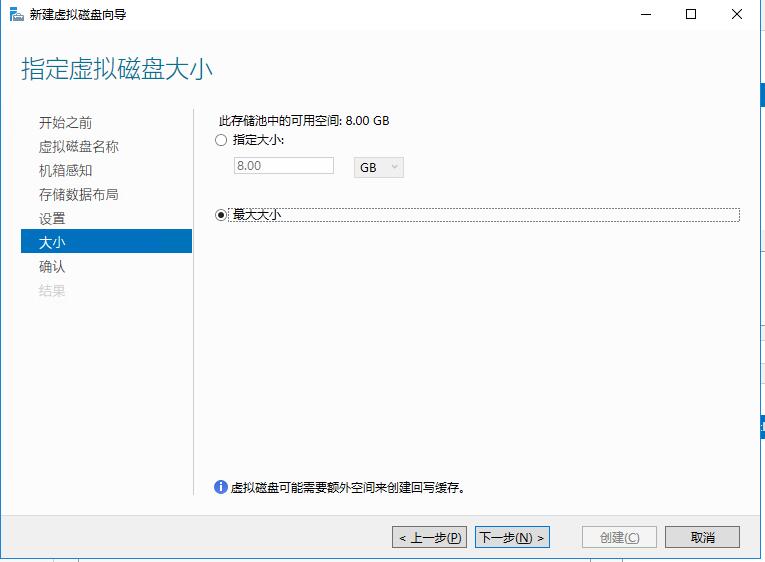 新建虚拟磁盘向导
指定虚拟磁盘大小
开始之前
虚拟磁盘名称
机箱感知
存储数据布局
设置
大小
确认
结果
此存储池中的可用空间: 8.00 GB
指定大小:
8.00 GB
最大大小
虚拟磁盘可能需要额外空间来创建回写缓存。
< 上一步(P) 下一步(N) > 创建(C) 取消